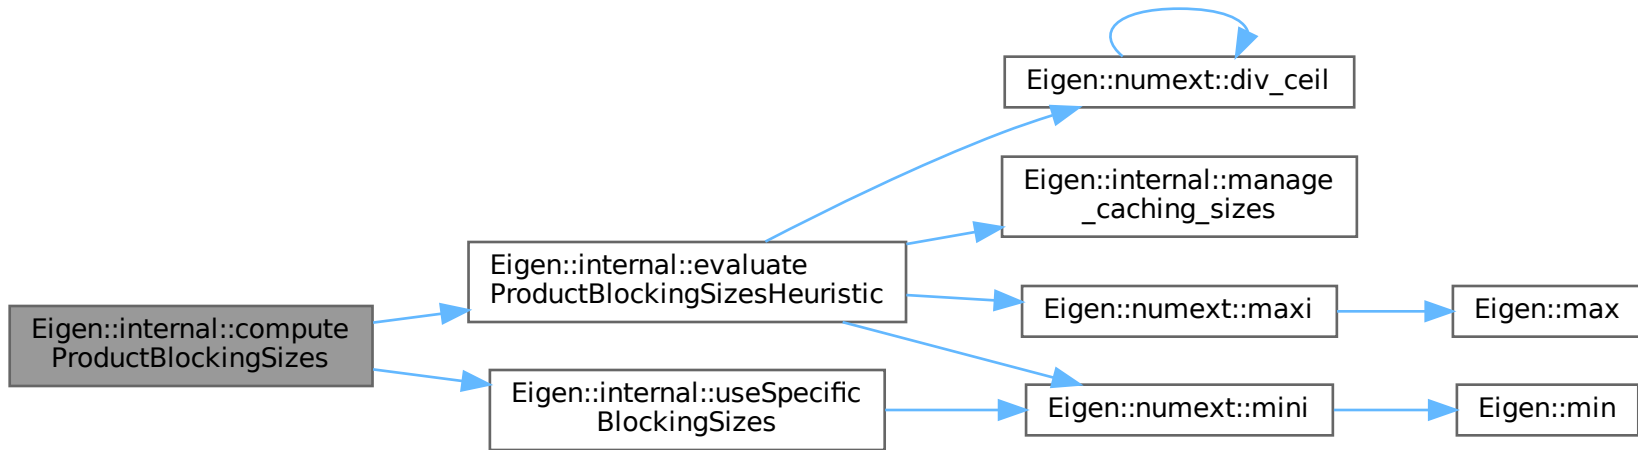 Eigen::internal::compute
ProductBlockingSizes
Eigen::internal::evaluate
ProductBlockingSizesHeuristic
Eigen::internal::useSpecific
BlockingSizes
Eigen::numext::div_ceil
Eigen::internal::manage
_caching_sizes
Eigen::numext::maxi
Eigen::numext::mini
Eigen::max
Eigen::min